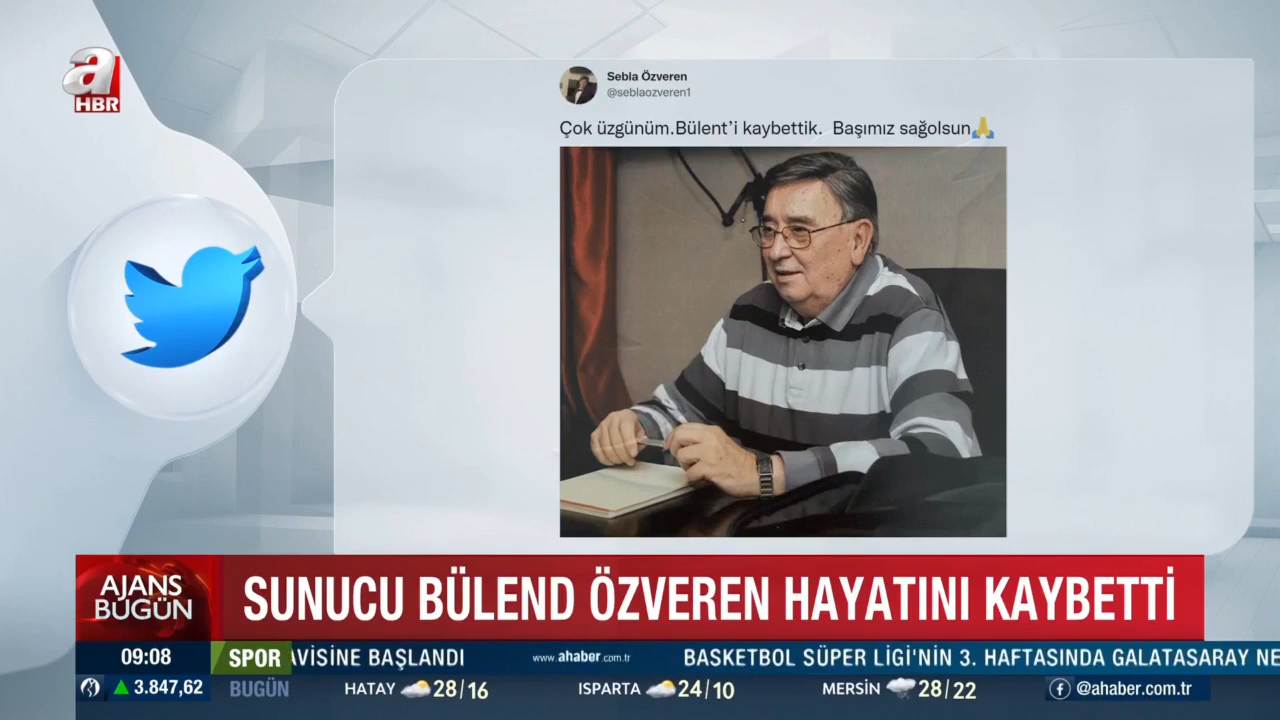 a
HBR
Sebla Özveren
@seblaozveren1
Çok üzgünüm.Bülent’i kaybettik. Başımız sağolsun🙏
AJANS
BUGÜN
SUNUCU BÜLEND ÖZVEREN HAYATINI KAYBETTİ
09:08 SPOR AVİSİNE BAŞLANDI www.ahaber.com.tr BASKETBOL SÜPER LİGİ'NİN 3. HAFTASINDA GALATASARAY NE
3.847,62 BUGÜN HATAY 28/16 ISPARTA 24/10 MERSİN 28/22 @ahaber.com.tr